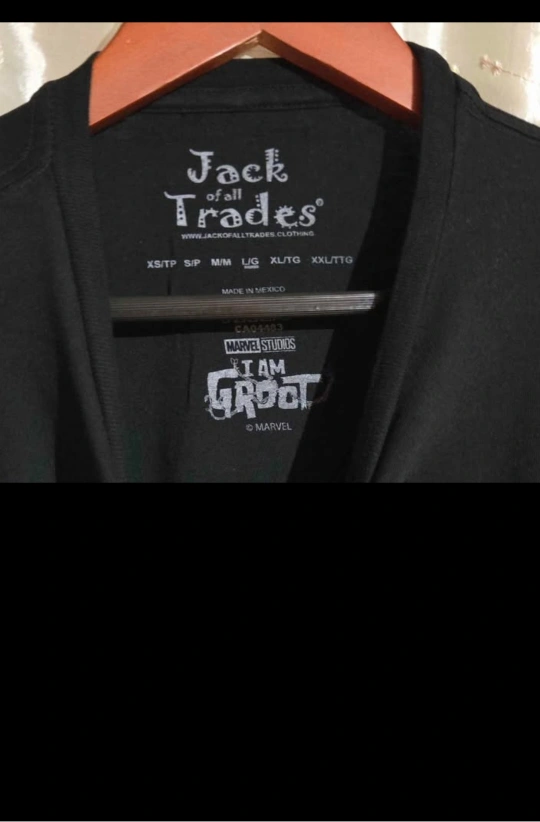 Jack
of all
Trades®
WWW.JACKOFALLTRADES.CLOTHING
XS/TP S/P M/M L/G XL/TG XXL/TTG
MADE IN MEXICO
CA04463
MARVEL STUDIOS
I AM
GROOT
© MARVEL